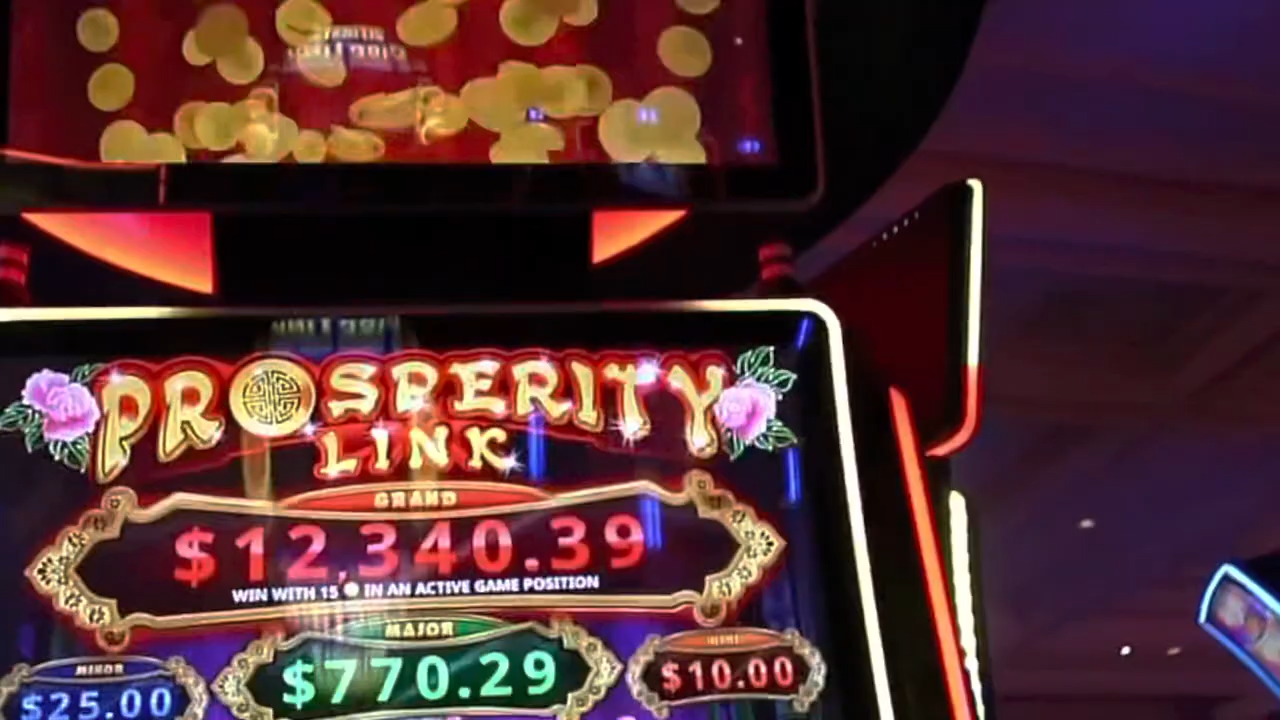 PROSPERITY
LINK
GRAND
$12,340.39
WIN WITH 15 IN AN ACTIVE GAME POSITION
MAJOR
$770.29
MINOR
$25.00
MINI
$10.00